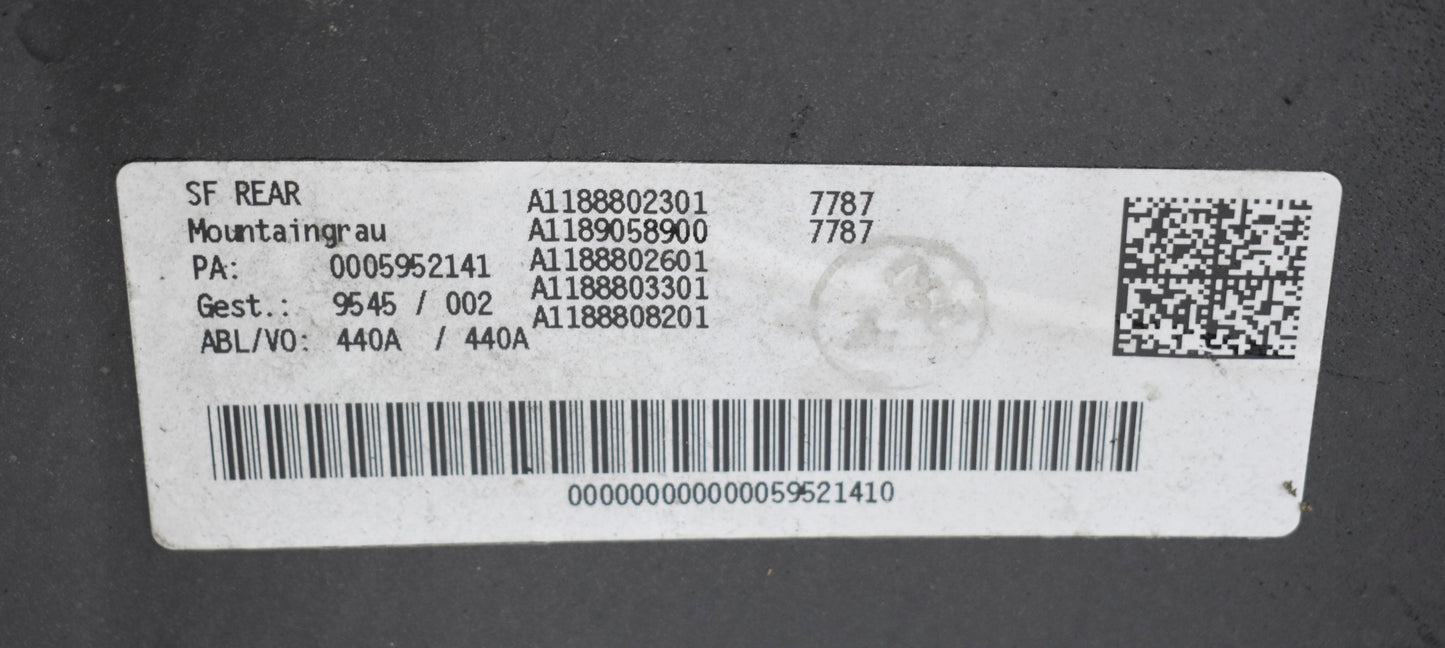 SF REAR
Mountaingrau
PA: 0005952141
Gest.: 9545 / 002
ABL/VO: 440A / 440A
A1188802301 7787
A1189058900 7787
A1188802601
A1188803301
A1188808201
000000000000059521410